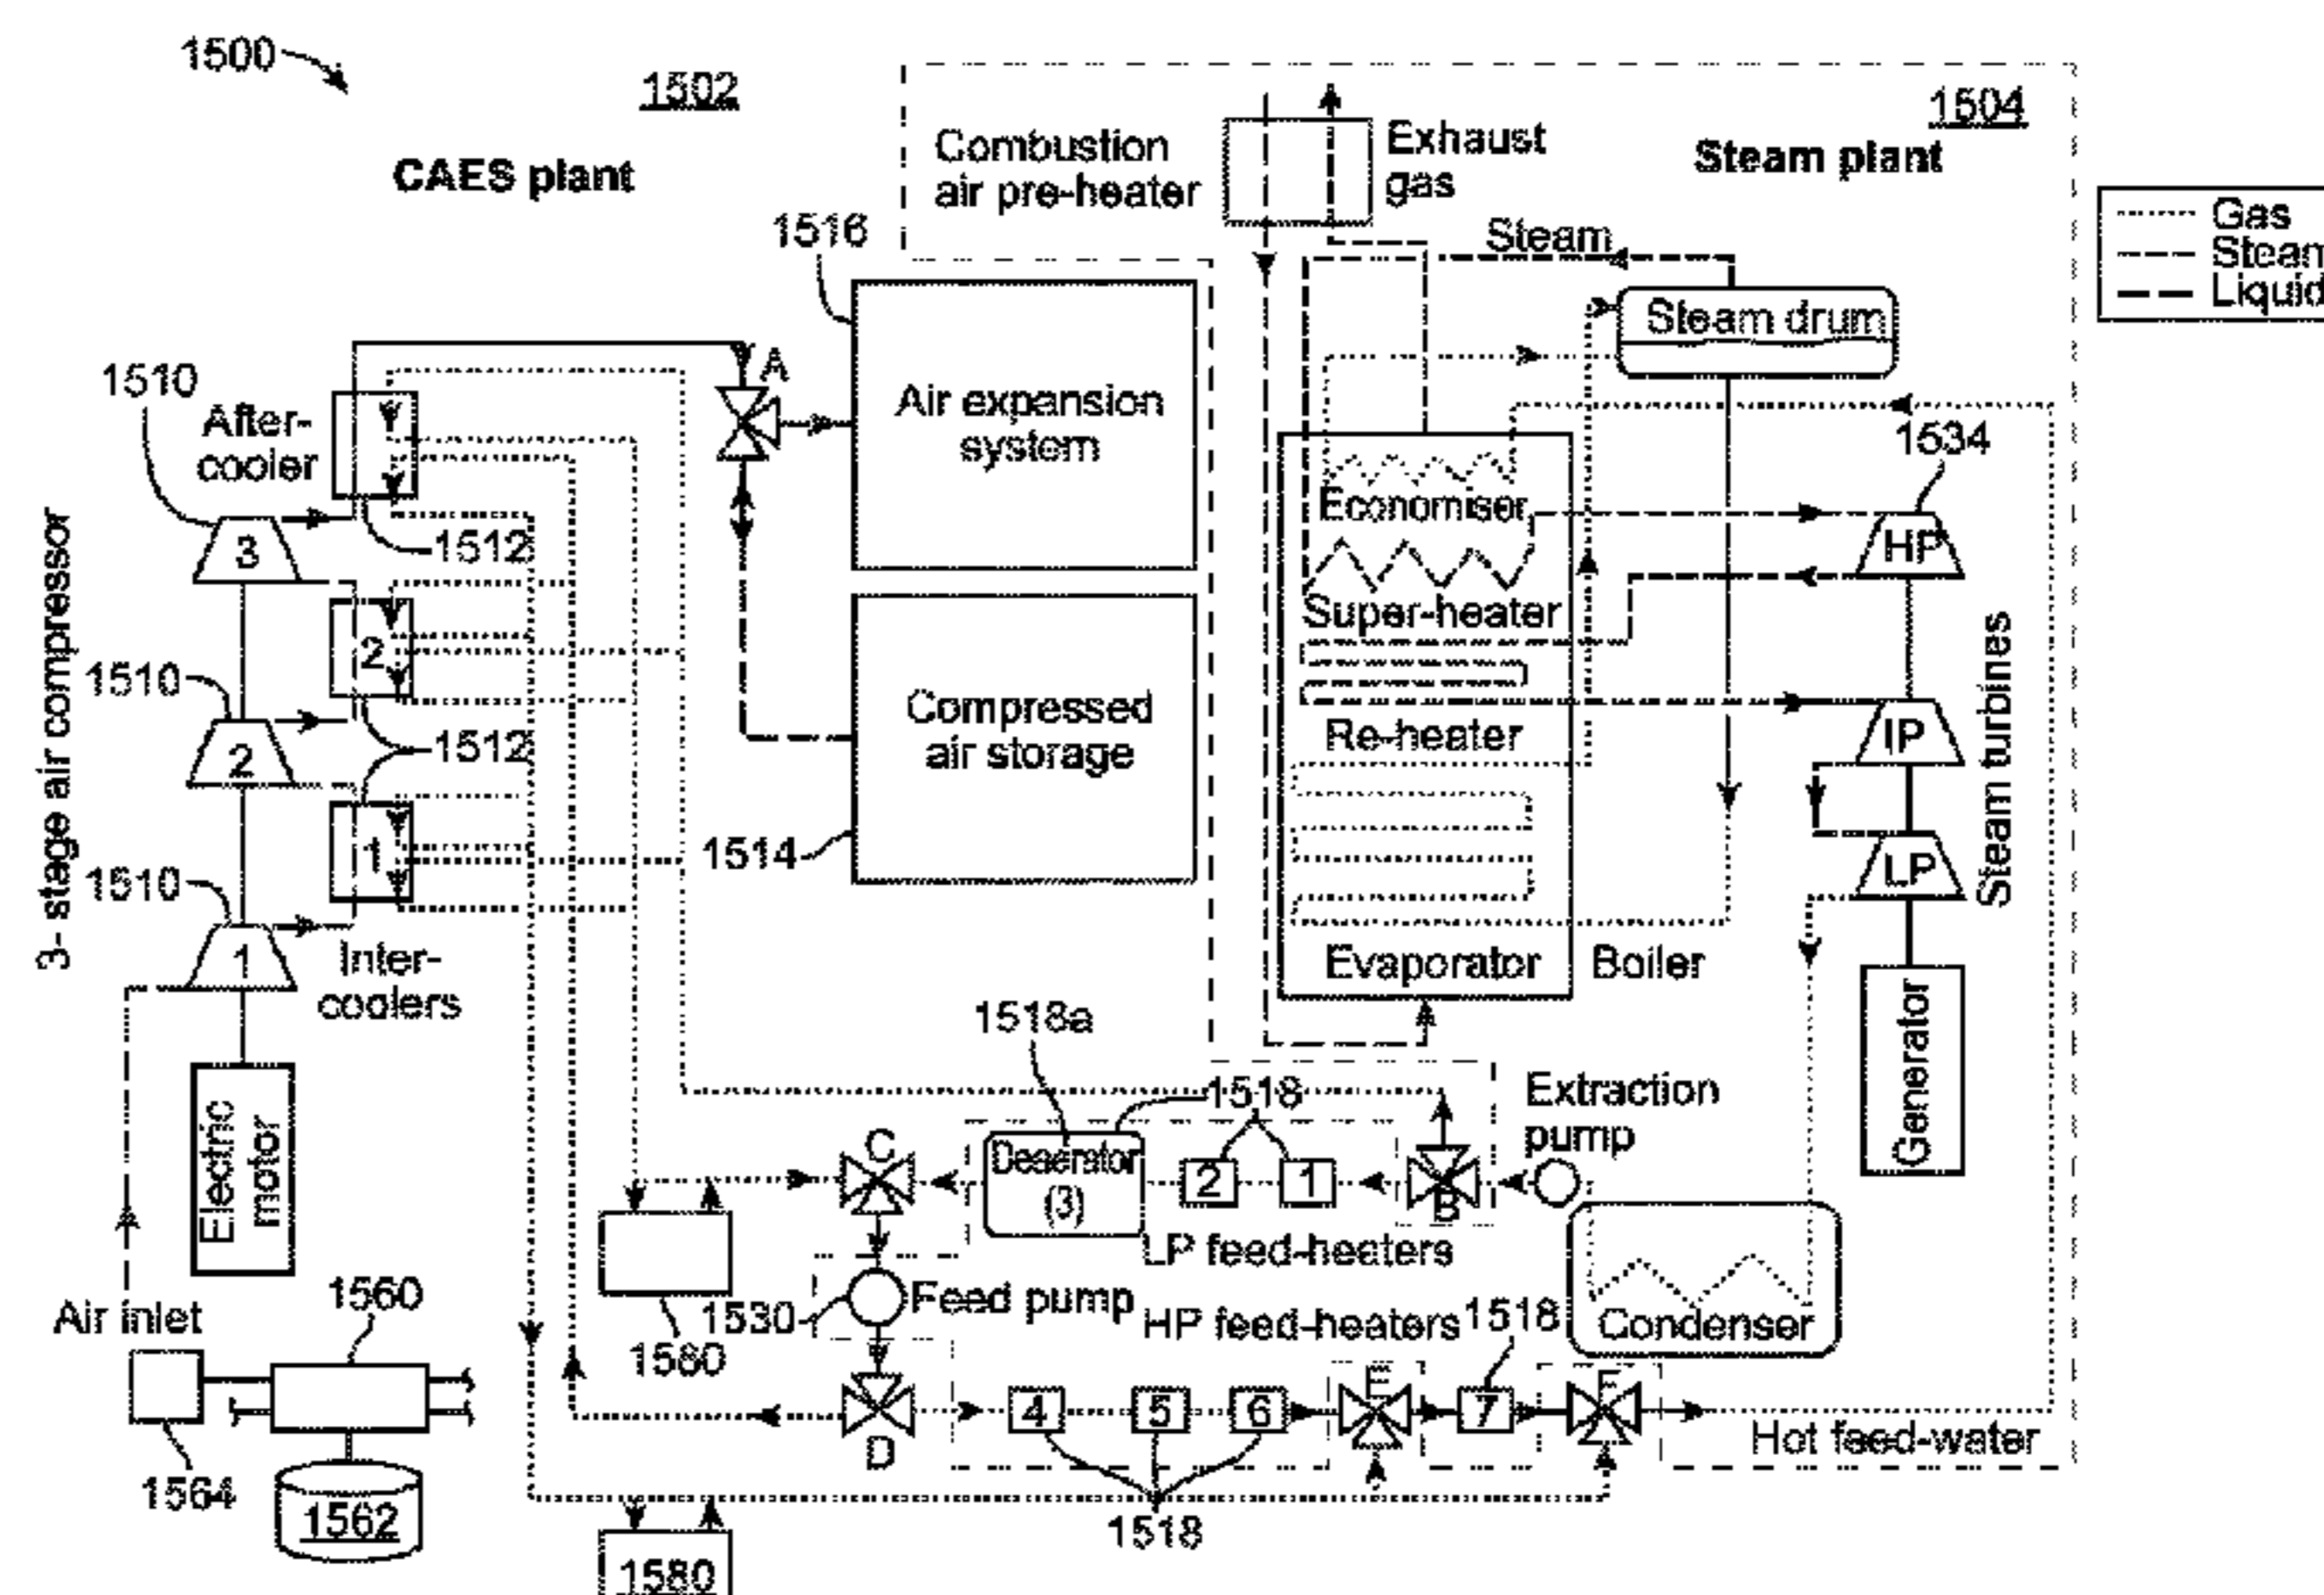 1500
1502
CAES plant
1504
Steam plant
Combustion
air pre-heater
Exhaust
gas
Gas
Steam
Liquid
1516
Steam
Steam drum
A
Air expansion
system
1510
After-
cooler
1512
3
Economiser
1534
HP
Super-heater
3- stage air compressor
2
1510
2
1512
Compressed
air storage
Re-heater
IP
Steam turbines
1514
1
1510
1
LP
Inter-
coolers
Evaporator
Boiler
Generator
1518a
1518
Extraction
pump
Electric
motor
C
Deaerator
(3)
2
1
B
LP feed-heaters
Air inlet
1560
1580
1530
Feed pump
HP feed-heaters
1518
Condenser
1564
1562
D
4
5
6
E
7
F
Hot feed-water
1518
1580